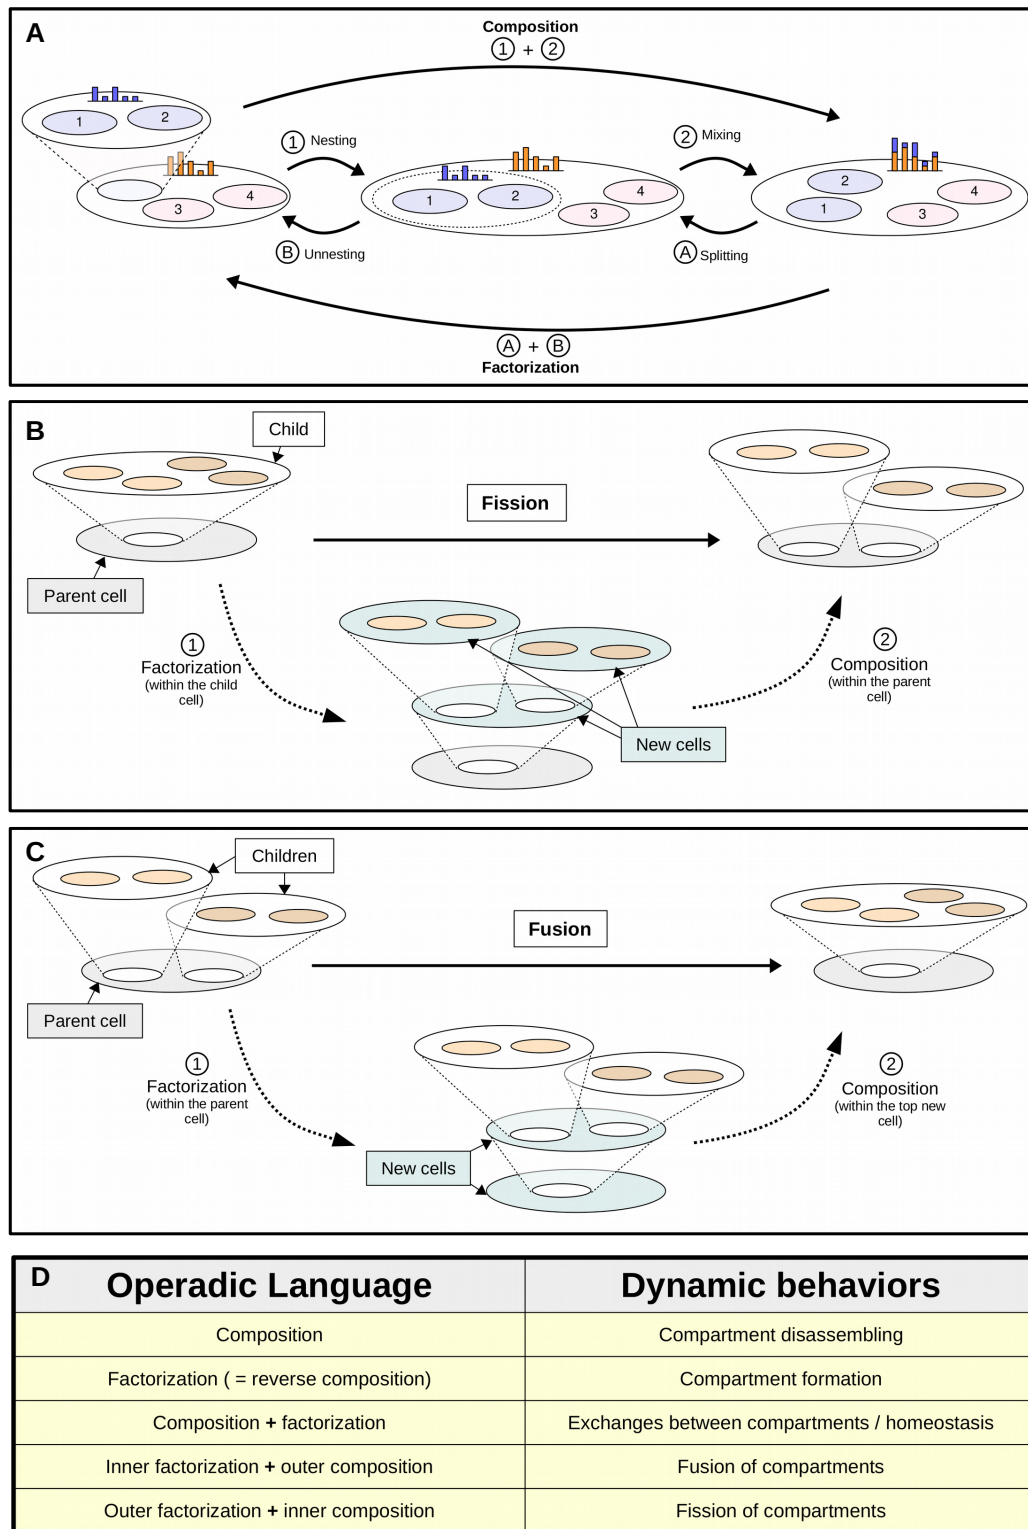 A
Composition
1 + 2
1
2
3
4
1 Nesting
B Unnesting
1
2
3
4
2 Mixing
A Splitting
2
1
4
3
A + B
Factorization
B
Child
Parent cell
Fission
1
Factorization
(within the child
cell)
New cells
2
Composition
(within the parent
cell)
C
Children
Parent cell
Fusion
1
Factorization
(within the parent
cell)
New cells
2
Composition
(within the top new
cell)
D
Operadic Language Dynamic behaviors
Composition Compartment disassembling
Factorization ( = reverse composition) Compartment formation
Composition + factorization Exchanges between compartments / homeostasis
Inner factorization + outer composition Fusion of compartments
Outer factorization + inner composition Fission of compartments